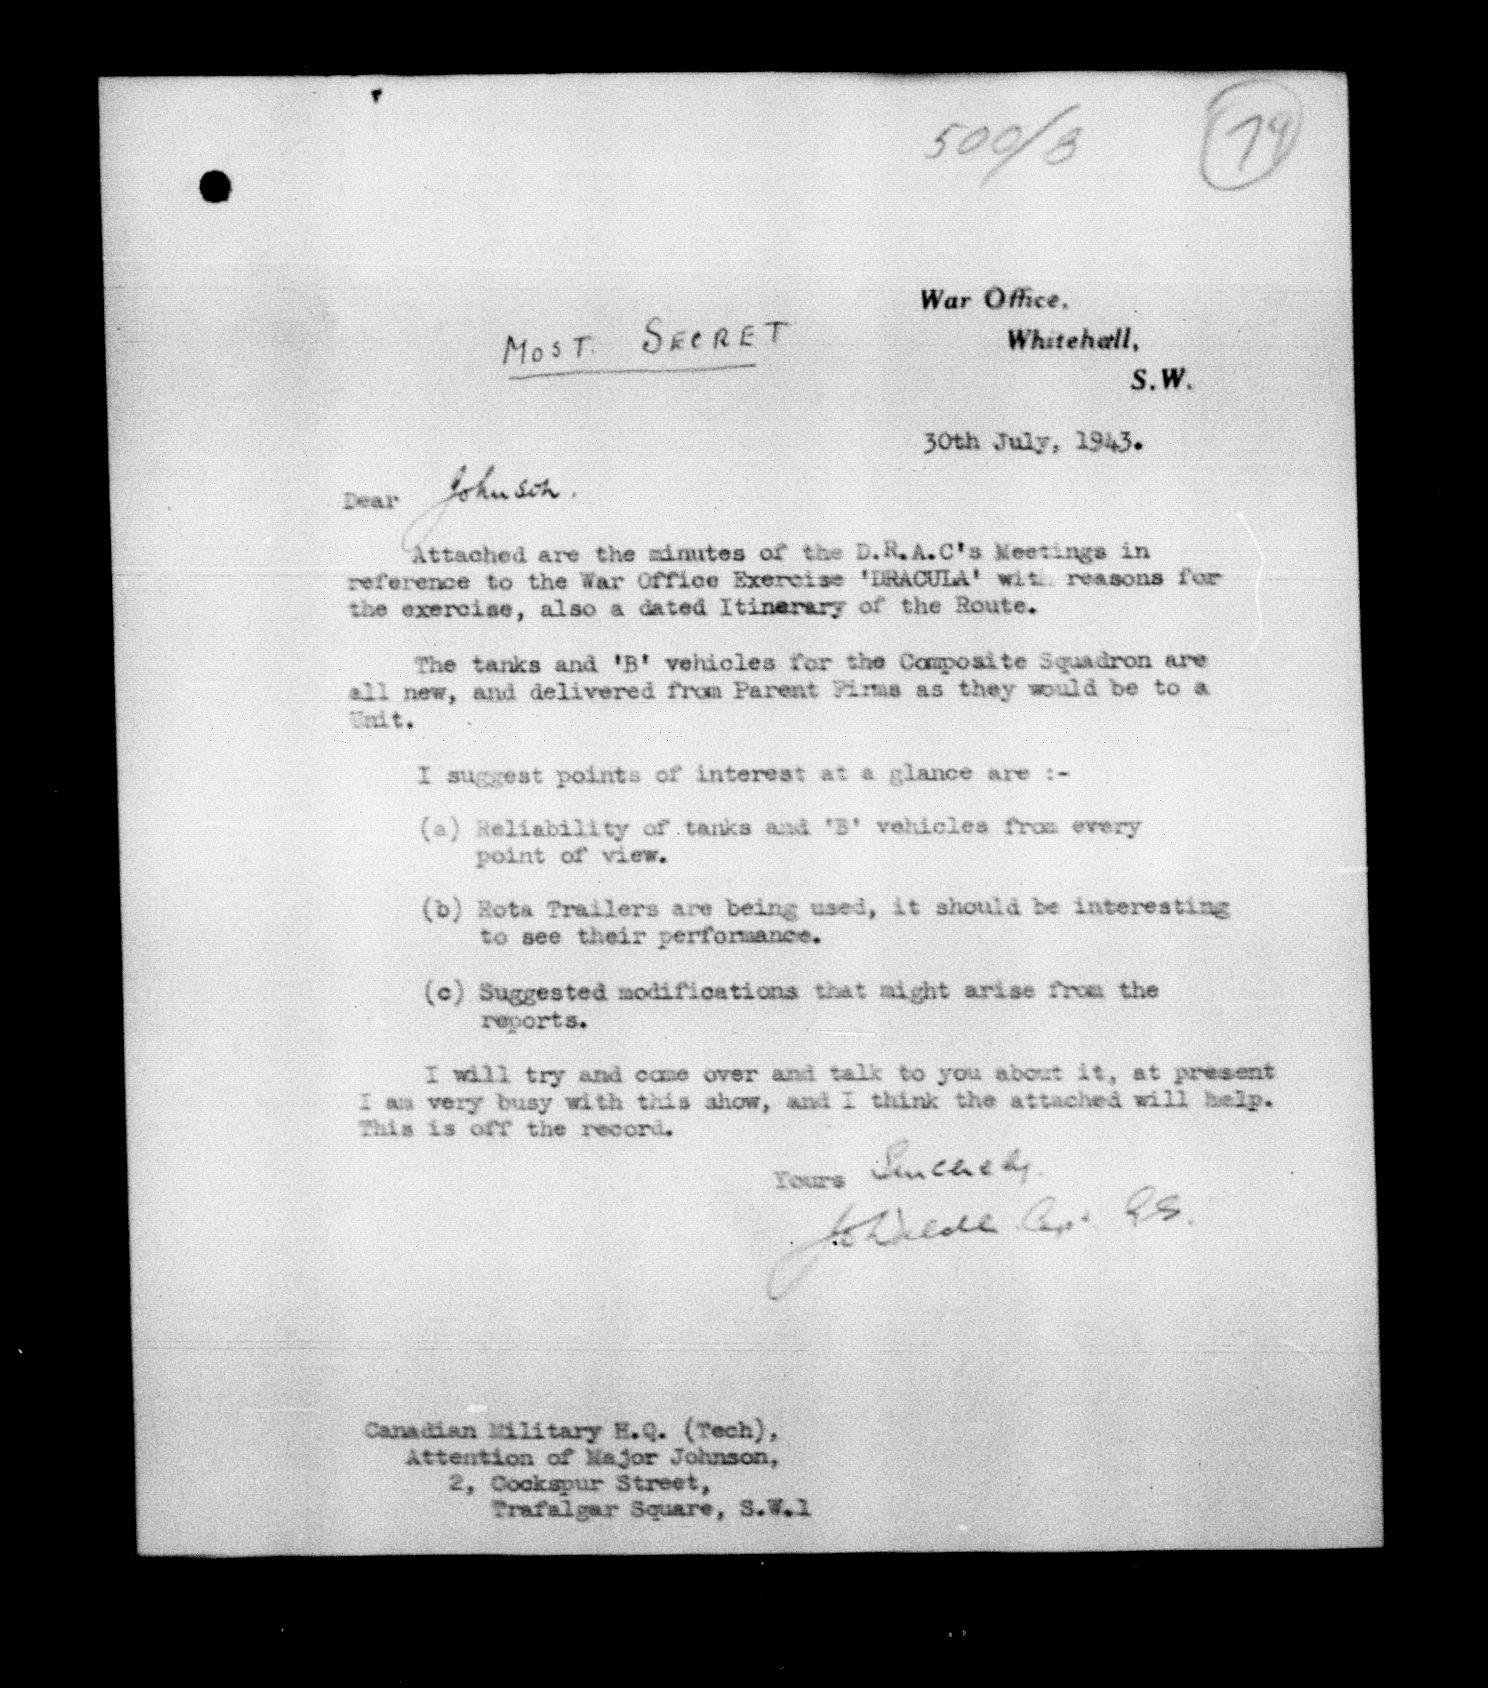 500/3
War Office,
Whitehall,
S.W.
MOST SECRET
30th July, 1943.
Dear Johnson.
Attached are the minutes of the D.R.A.C's Meetings in
reference to the War Office Exercise 'DRACULA' with reasons for
the exercise, also a dated Itinerary of the Route.
The tanks and 'B' vehicles for the Composite Squadron are
all new, and delivered from Parent Firms as they would be to a
Unit.
I suggest points of interest at a glance are :-
(a) Reliability of tanks and 'B' vehicles from every
point of view.
(b) Rota Trailers are being used, it should be interesting
to see their performance.
(c) Suggested modifications that might arise from the
reports.
I will try and come over and talk to you about it, at present
I am very busy with this show, and I think the attached will help.
This is off the record.
Yours Sincerely.
Capt. GS.
Canadian Military H.Q. (Tech),
Attention of Major Johnson,
2, Cockspur Street,
Trafalgar Square, S.W.1